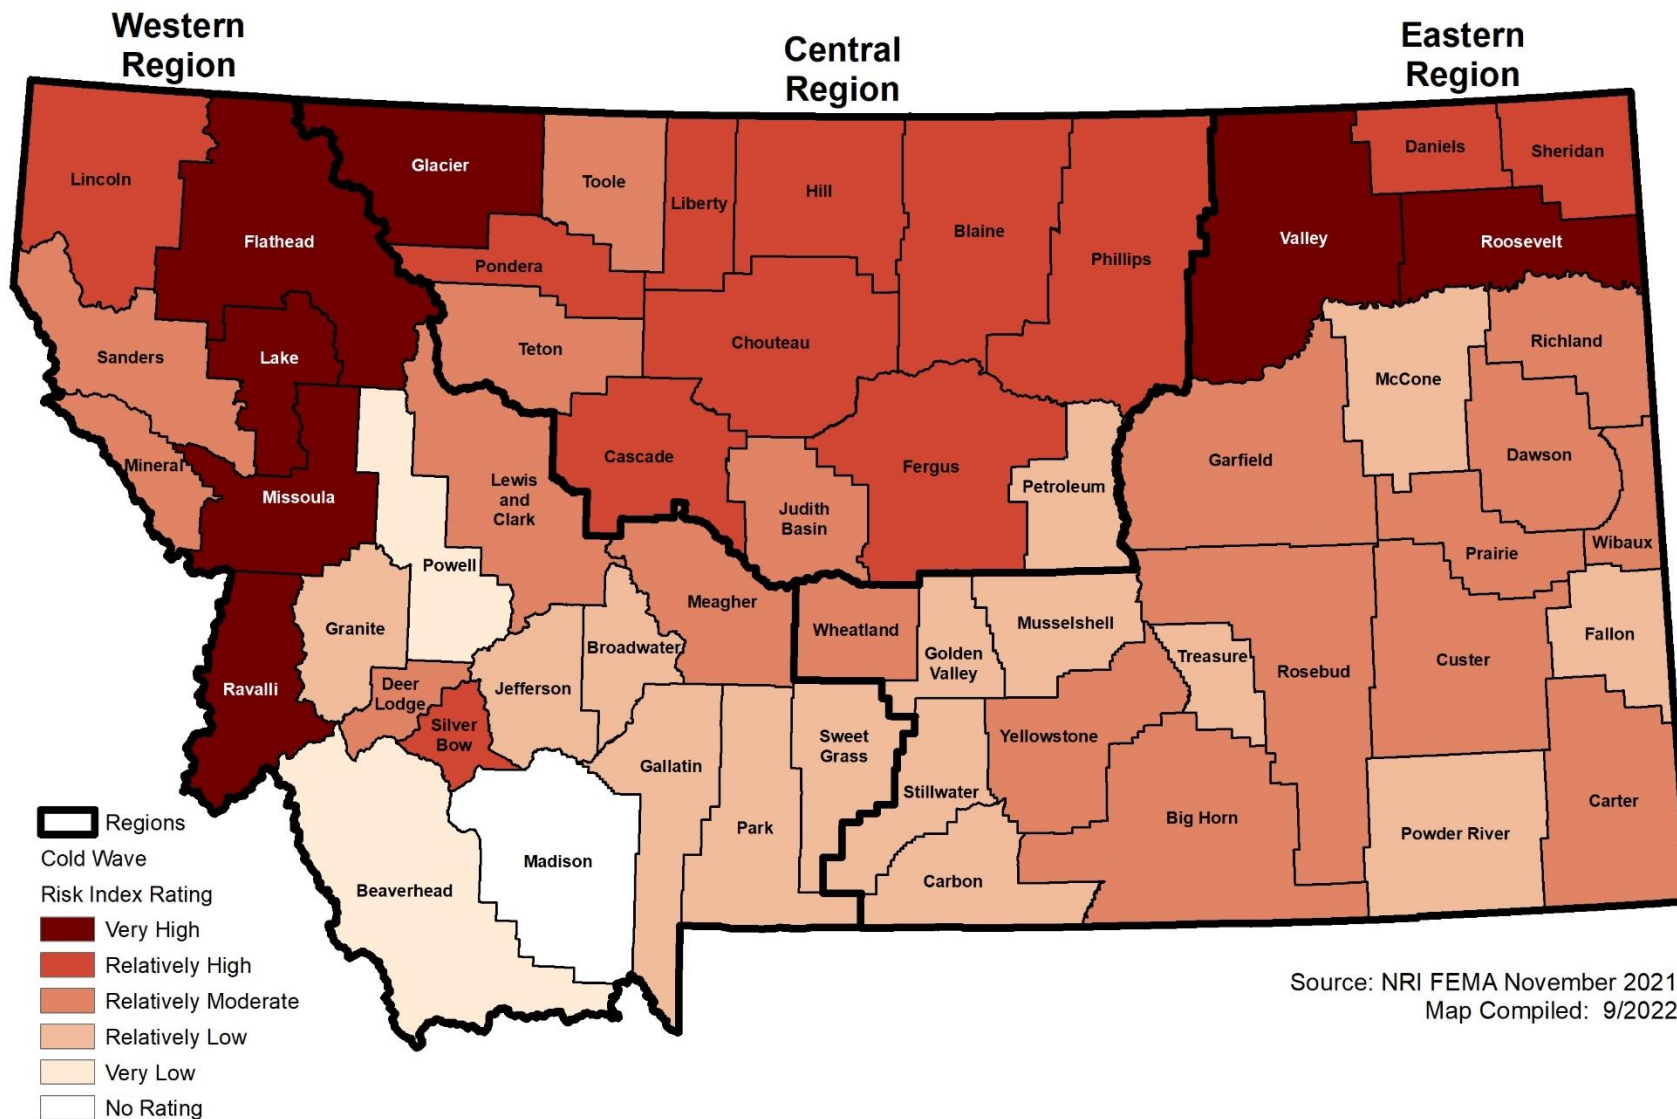 Western
Region
Central
Region
Eastern
Region
Lincoln
Flathead
Glacier
Toole
Liberty
Hill
Blaine
Phillips
Valley
Daniels
Sheridan
Roosevelt
Pondera
Sanders
Lake
Teton
Chouteau
McCone
Richland
Mineral
Missoula
Lewis
and
Clark
Cascade
Judith
Basin
Fergus
Petroleum
Garfield
Dawson
Prairie
Wibaux
Powell
Granite
Meagher
Broadwater
Wheatland
Golden
Valley
Musselshell
Treasure
Rosebud
Custer
Fallon
Ravalli
Deer
Lodge
Silver
Bow
Jefferson
Gallatin
Park
Sweet
Grass
Stillwater
Yellowstone
Big Horn
Powder River
Carter
Beaverhead
Madison
Carbon
Regions
Cold Wave
Risk Index Rating
Very High
Relatively High
Relatively Moderate
Relatively Low
Very Low
No Rating
Source: NRI FEMA November 2021
Map Compiled: 9/2022